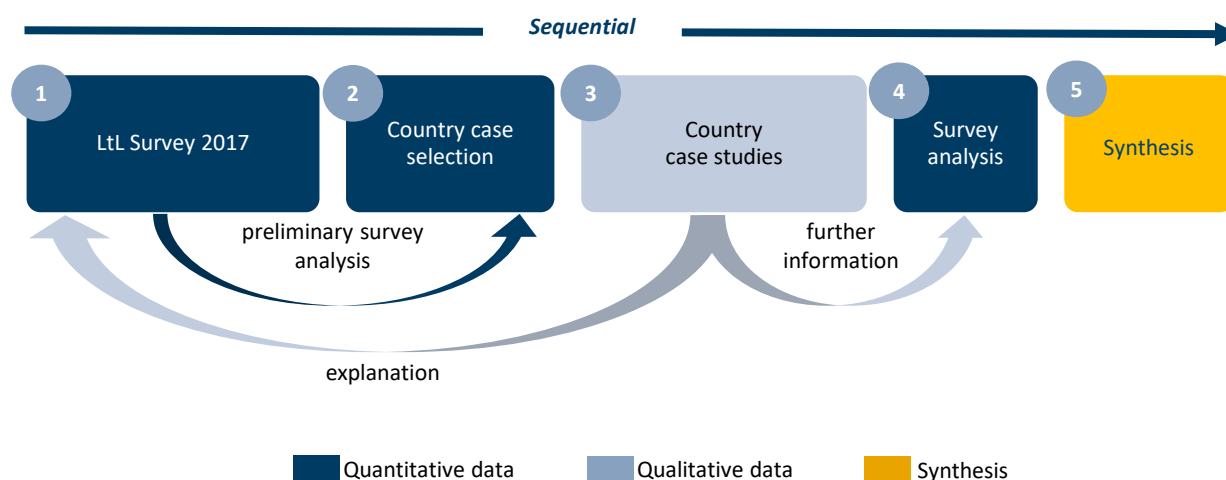 Sequential
1
LtL Survey 2017
2
Country case
selection
3
Country
case studies
4
Survey
analysis
5
Synthesis
preliminary survey
analysis
further
information
explanation
Quantitative data
Qualitative data
Synthesis